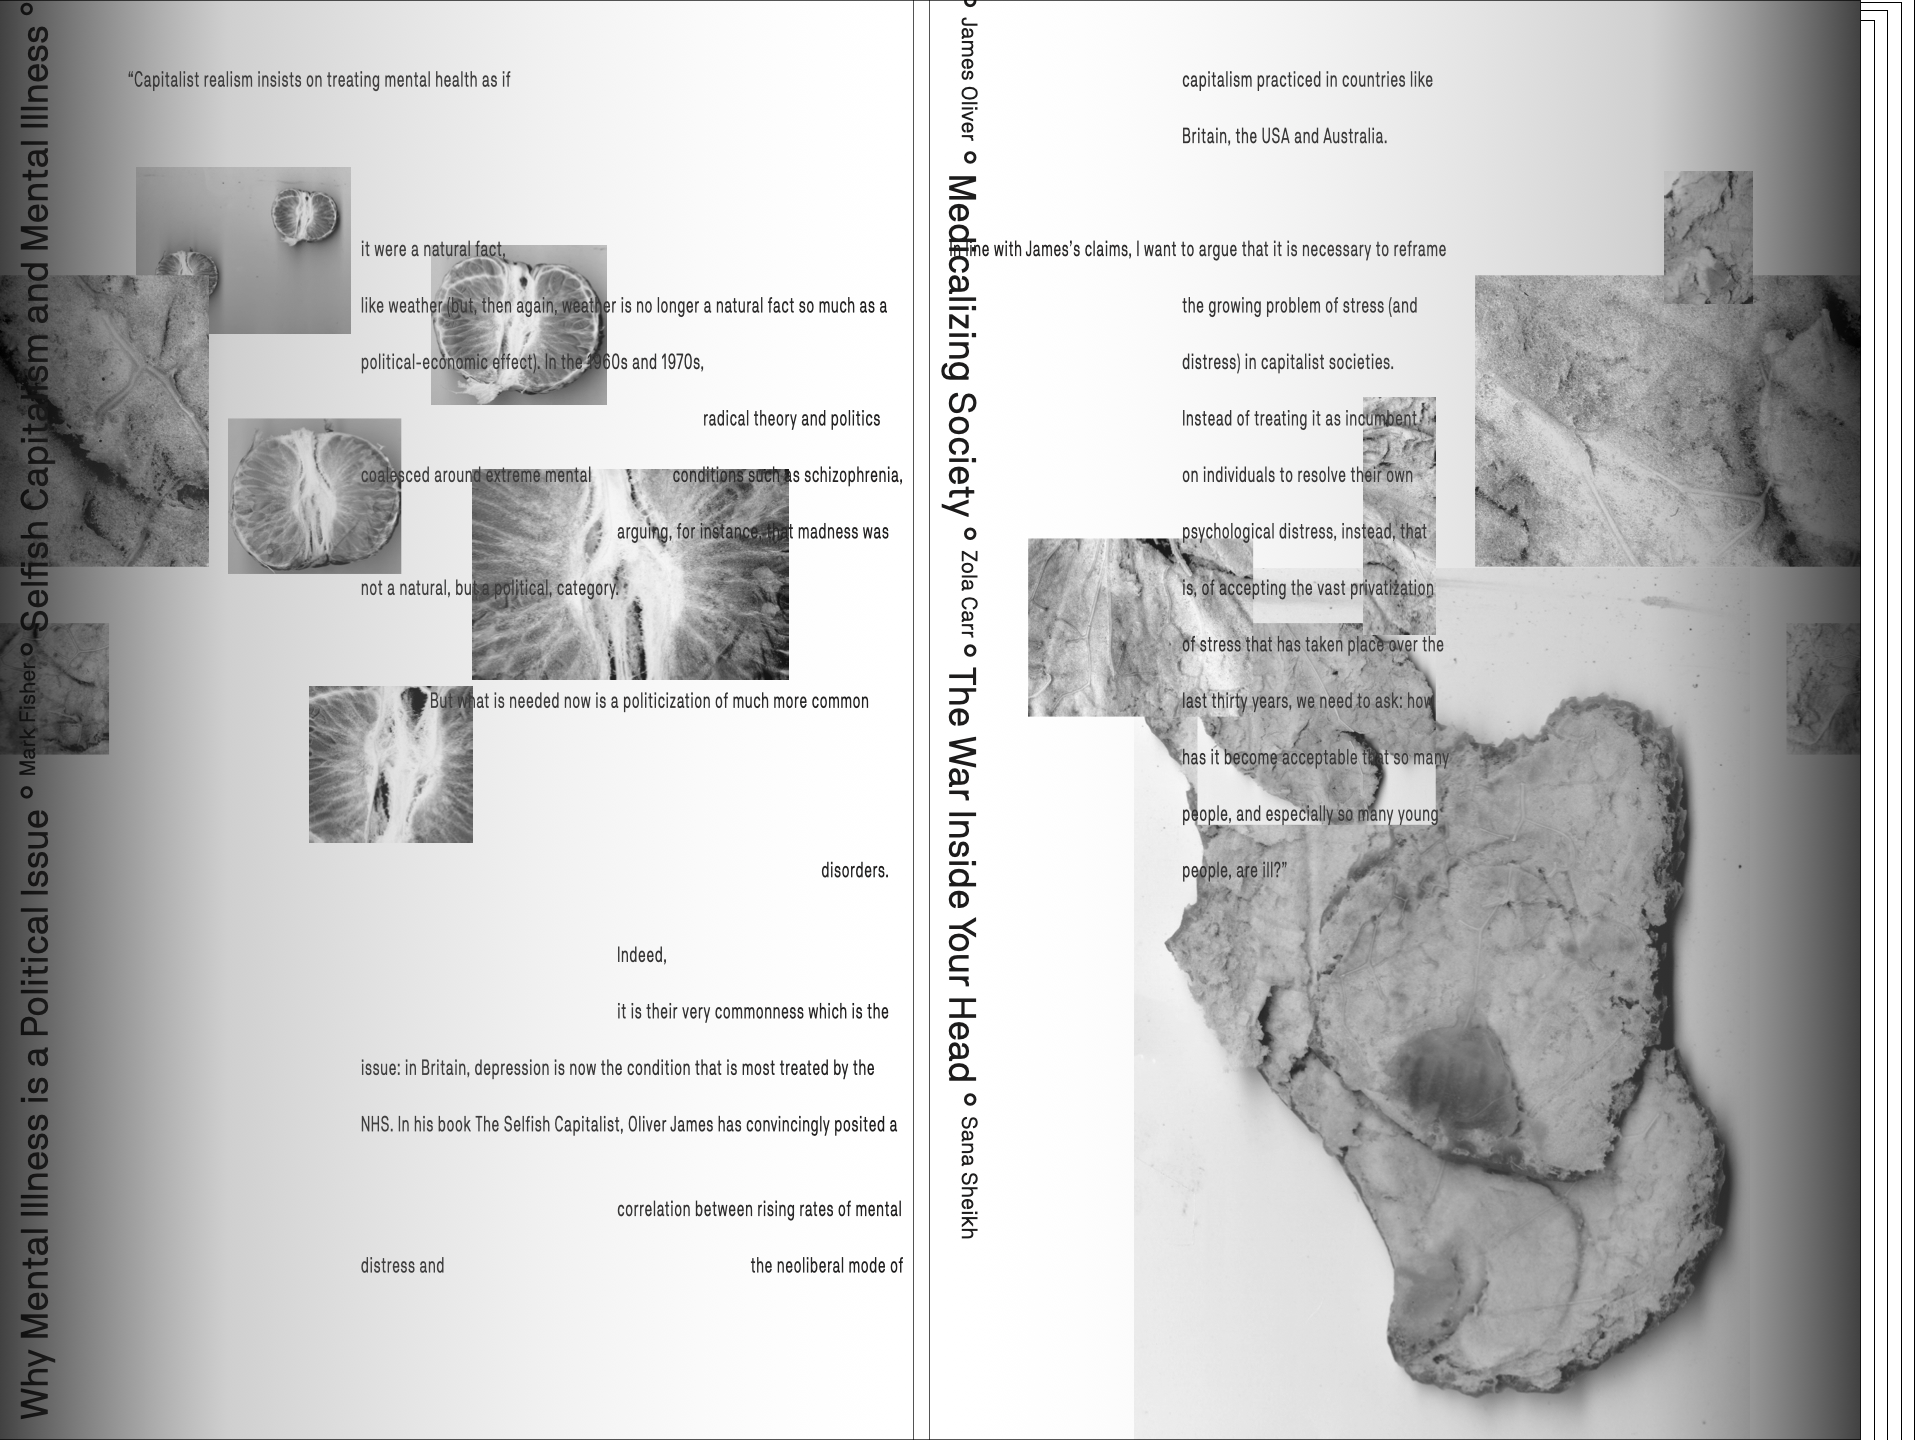 Why Mental Illness is a Political Issue ° Mark Fisher ° Selfish Capitalism and Mental Illness °
“Capitalist realism insists on treating mental health as if
it were a natural fact,
like weather (but, then again, weather is no longer a natural fact so much as a
political-economic effect). In the 1960s and 1970s,
radical theory and politics
coalesced around extreme mental conditions such as schizophrenia,
arguing, for instance, that madness was
not a natural, but a political, category.
But what is needed now is a politicization of much more common
disorders.
Indeed,
it is their very commonness which is the
issue: in Britain, depression is now the condition that is most treated by the
NHS. In his book The Selfish Capitalist, Oliver James has convincingly posited a
correlation between rising rates of mental
distress and the neoliberal mode of
° James Oliver ° Medicalizing Society ° Zola Carr ° The War Inside Your Head ° Sana Sheikh
capitalism practiced in countries like
Britain, the USA and Australia.
In line with James’s claims, I want to argue that it is necessary to reframe
the growing problem of stress (and
distress) in capitalist societies.
Instead of treating it as incumbent
on individuals to resolve their own
psychological distress, instead, that
is, of accepting the vast privatization
of stress that has taken place over the
last thirty years, we need to ask: how
has it become acceptable that so many
people, and especially so many young
people, are ill?”